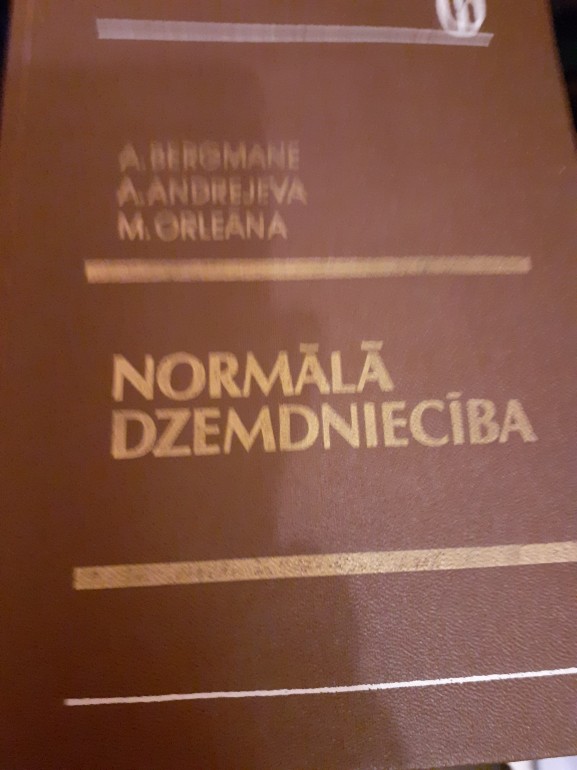 A. BERGMANE
A. ANDREJEVA
M. ORLEĀNA
NORMĀLĀ
DZEMDNIECĪBA